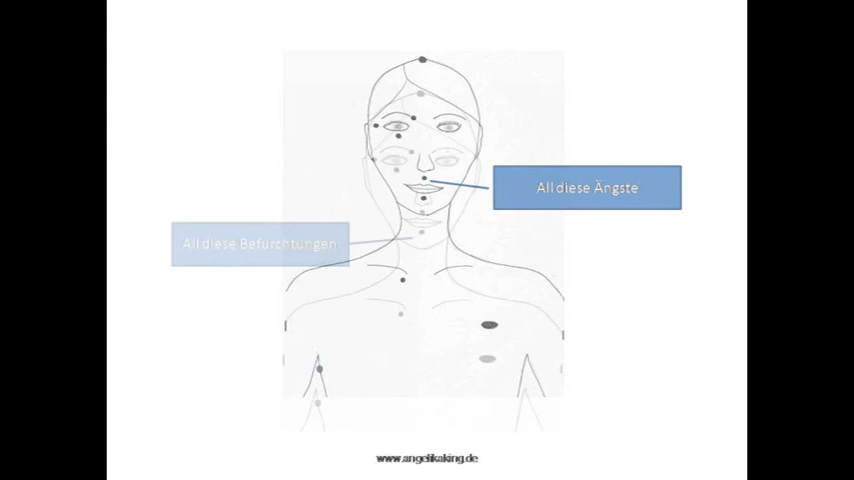 All diese Ängste
All diese Befürchtungen
www.angelikaking.de